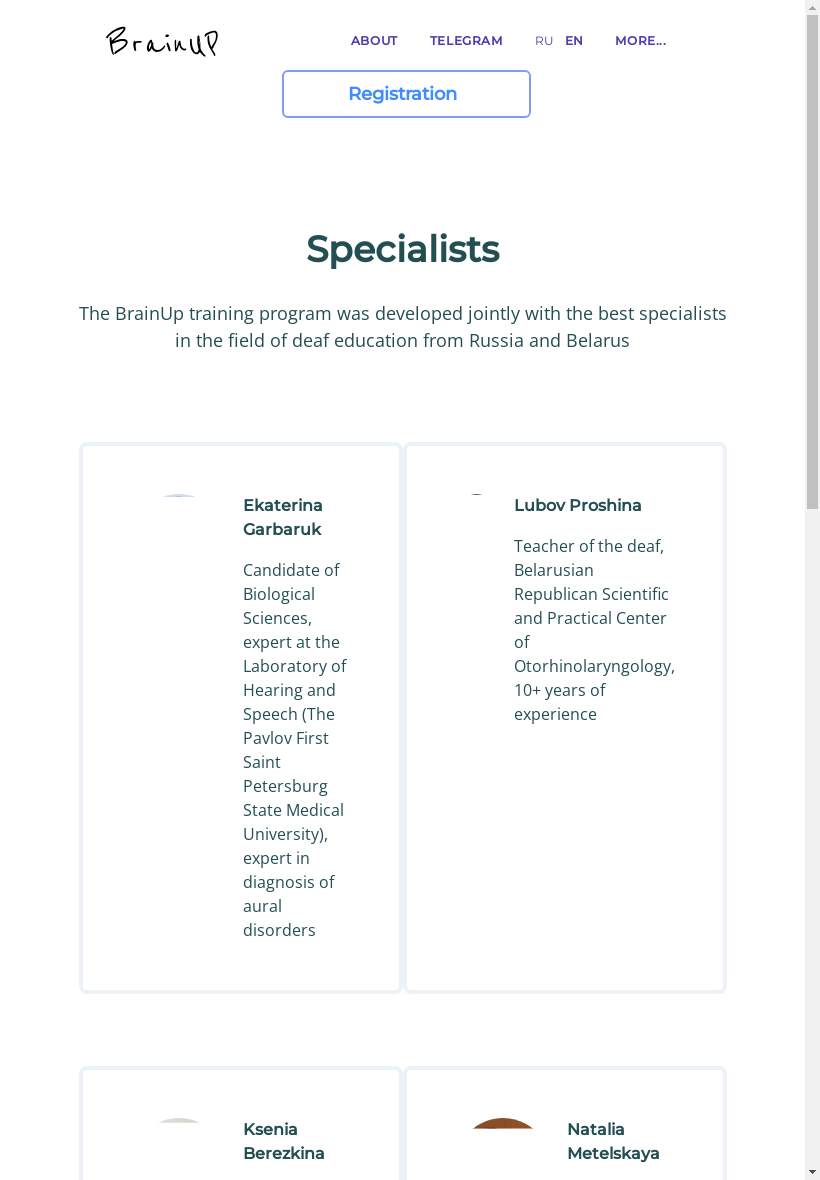 BrainUP
ABOUT
TELEGRAM
RU
EN
MORE...
Registration
Specialists
The BrainUp training program was developed jointly with the best specialists
in the field of deaf education from Russia and Belarus
Ekaterina
Garbaruk
Candidate of
Biological
Sciences,
expert at the
Laboratory of
Hearing and
Speech (The
Pavlov First
Saint
Petersburg
State Medical
University),
expert in
diagnosis of
aural
disorders
Lubov Proshina
Teacher of the deaf,
Belarusian
Republican Scientific
and Practical Center
of
Otorhinolaryngology,
10+ years of
experience
Ksenia
Berezkina
Natalia
Metelskaya